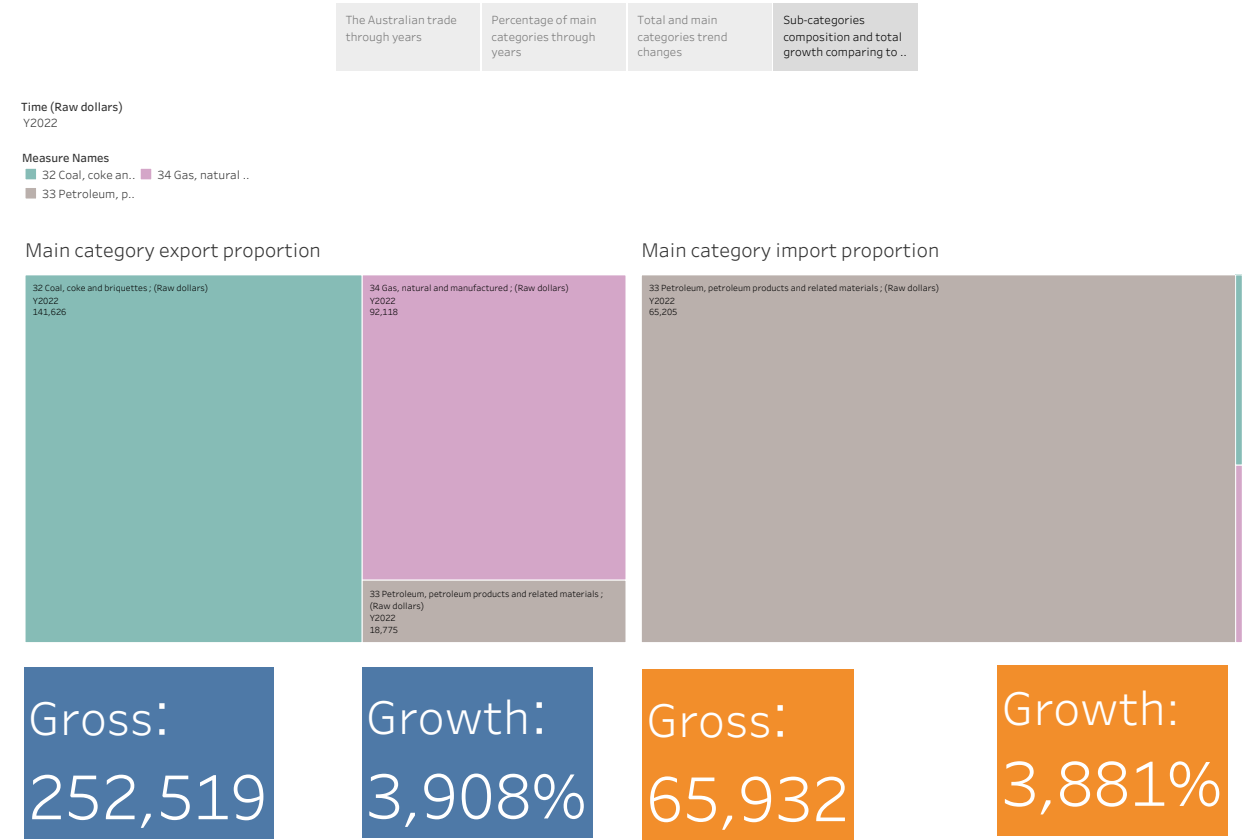 The Australian trade
through years
Percentage of main
categories through
years
Total and main
categories trend
changes
Sub-categories
composition and total
growth comparing to ..
Time (Raw dollars)
Y2022
Measure Names
32 Coal, coke an..
34 Gas, natural ..
33 Petroleum, p..
Main category export proportion
32 Coal, coke and briquettes ; (Raw dollars)
Y2022
141,626
34 Gas, natural and manufactured ; (Raw dollars)
Y2022
92,118
33 Petroleum, petroleum products and related materials ;
(Raw dollars)
Y2022
18,775
Main category import proportion
33 Petroleum, petroleum products and related materials ; (Raw dollars)
Y2022
65,205
Gross:
252,519
Growth:
3,908%
Gross:
65,932
Growth:
3,881%